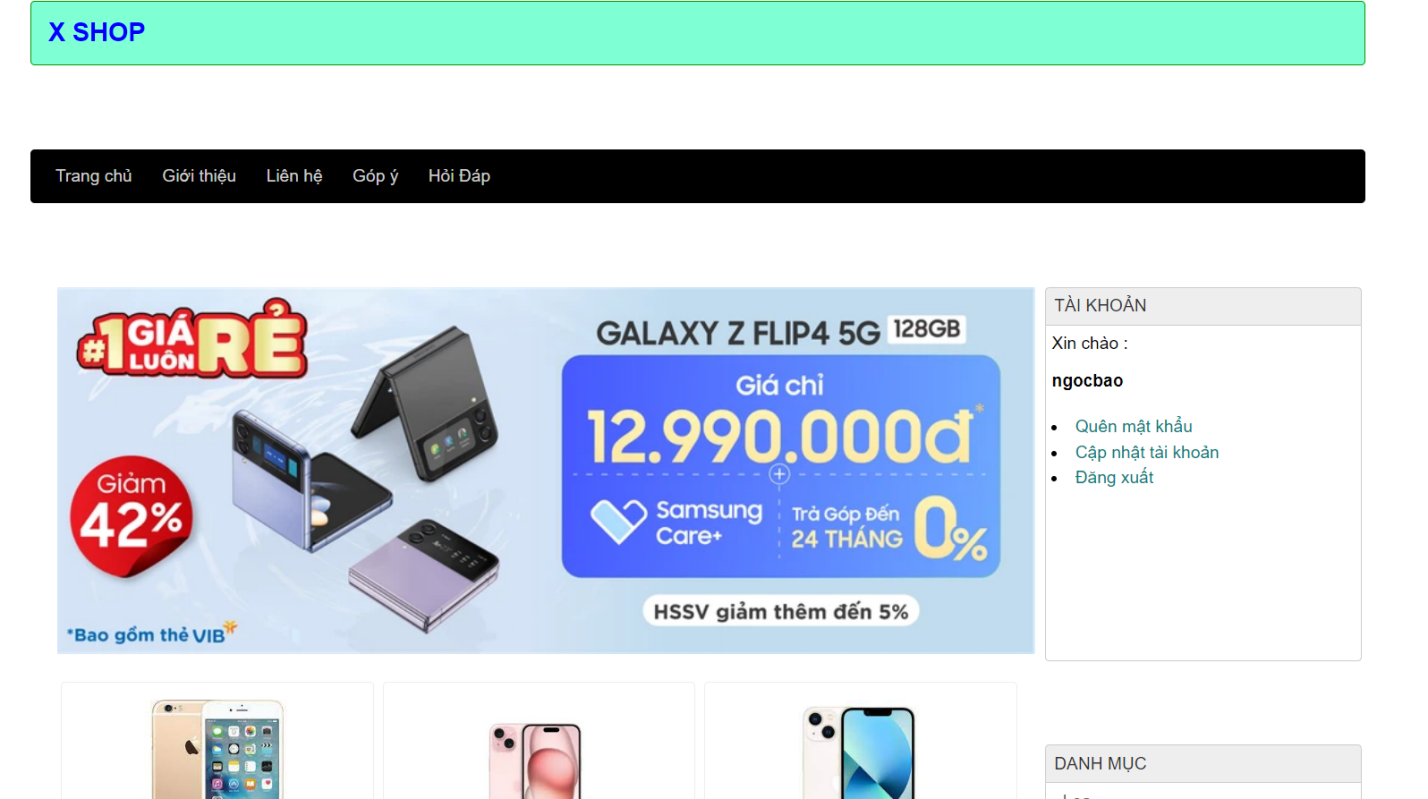 X SHOP
Trang chủ Giới thiệu Liên hệ Góp ý Hỏi Đáp
#1 GIÁ LUÔN RẺ
GALAXY Z FLIP4 5G 128GB
Giá chỉ
12.990.000đ*
Samsung Care+
Trả Góp Đến
24 THÁNG 0%
Giảm
42%
HSSV giảm thêm đến 5%
*Bao gồm thẻ VIB
TÀI KHOẢN
Xin chào :
ngocbao
Quên mật khẩu
Cập nhật tài khoản
Đăng xuất
DANH MỤC